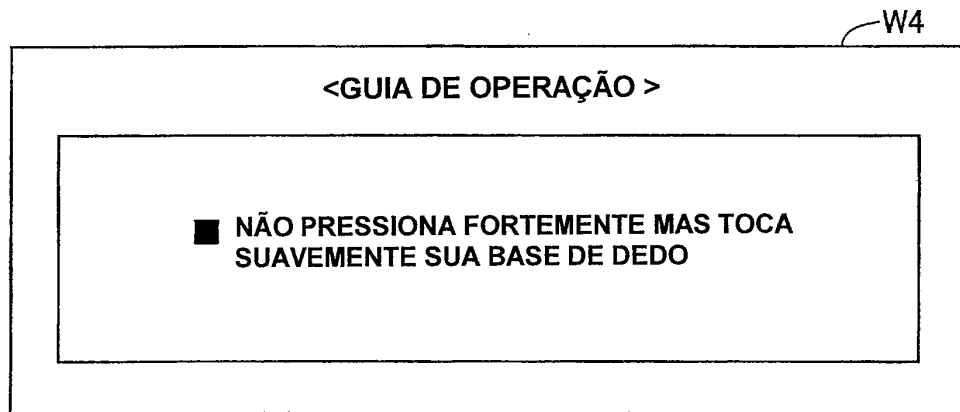 W4
<GUIA DE OPERAÇÃO >
■ NÃO PRESSIONA FORTEMENTE MAS TOCA
SUAVEMENTE SUA BASE DE DEDO